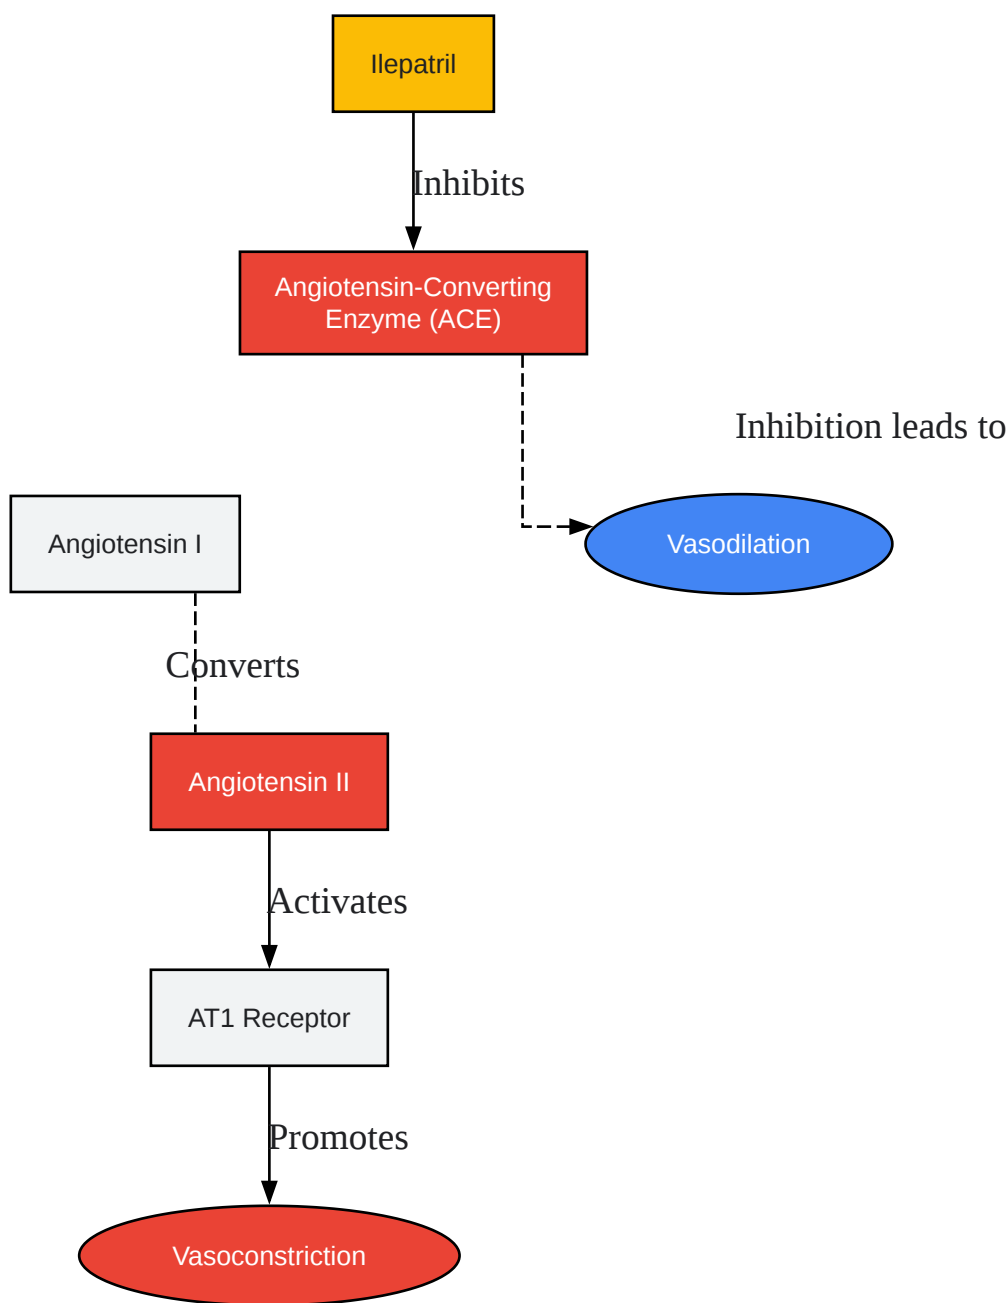 Ilepatril
Inhibits
Angiotensin-Converting
Enzyme (ACE)
Inhibition leads to
Angiotensin I
Vasodilation
Converts
Angiotensin II
Activates
AT1 Receptor
Promotes
Vasoconstriction